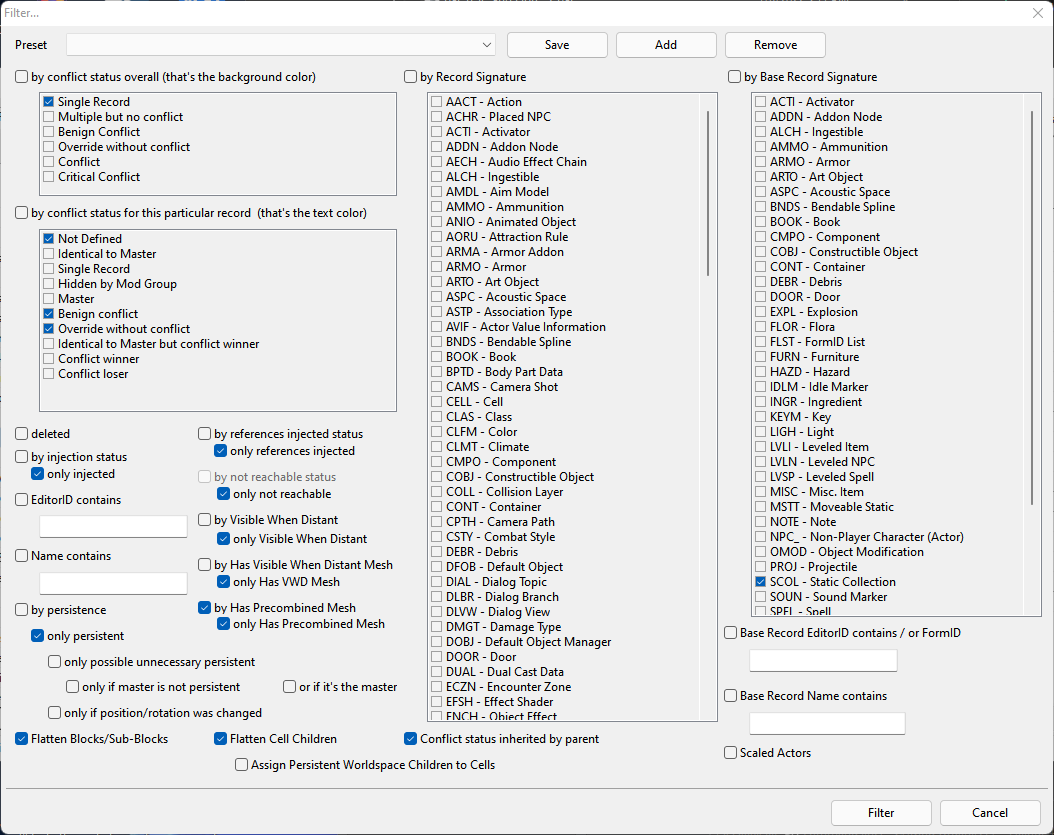 Filter...
Preset
Save
Add
Remove
by conflict status overall (that's the background color)
Single Record
Multiple but no conflict
Benign Conflict
Override without conflict
Conflict
Critical Conflict
by conflict status for this particular record (that's the text color)
Not Defined
Identical to Master
Single Record
Hidden by Mod Group
Master
Benign conflict
Override without conflict
Identical to Master but conflict winner
Conflict winner
Conflict loser
deleted
by injection status
only injected
EditorID contains
Name contains
by persistence
only persistent
only possible unnecessary persistent
only if master is not persistent
or if it's the master
only if position/rotation was changed
by references injected status
only references injected
by not reachable status
only not reachable
by Visible When Distant
only Visible When Distant
by Has Visible When Distant Mesh
only Has VWD Mesh
by Has Precombined Mesh
only Has Precombined Mesh
by Record Signature
AACT - Action
ACHR - Placed NPC
ACTI - Activator
ADDN - Addon Node
AECH - Audio Effect Chain
ALCH - Ingestible
AMDL - Aim Model
AMMO - Ammunition
ANIO - Animated Object
AORU - Attraction Rule
ARMA - Armor Addon
ARMO - Armor
ARTO - Art Object
ASPC - Acoustic Space
ASTP - Association Type
AVIF - Actor Value Information
BNDS - Bendable Spline
BOOK - Book
BPTD - Body Part Data
CAMS - Camera Shot
CELL - Cell
CLAS - Class
CLFM - Color
CLMT - Climate
CMPO - Component
COBJ - Constructible Object
COLL - Collision Layer
CONT - Container
CPTH - Camera Path
CSTY - Combat Style
DEBR - Debris
DFOB - Default Object
DIAL - Dialog Topic
DLBR - Dialog Branch
DLVW - Dialog View
DMGT - Damage Type
DOBJ - Default Object Manager
DOOR - Door
DUAL - Dual Cast Data
ECZN - Encounter Zone
EFSH - Effect Shader
ENCH - Object Effect
by Base Record Signature
ACTI - Activator
ADDN - Addon Node
ALCH - Ingestible
AMMO - Ammunition
ARMO - Armor
ARTO - Art Object
ASPC - Acoustic Space
BNDS - Bendable Spline
BOOK - Book
CMPO - Component
COBJ - Constructible Object
CONT - Container
DEBR - Debris
DOOR - Door
EXPL - Explosion
FLOR - Flora
FLST - FormID List
FURN - Furniture
HAZD - Hazard
IDLM - Idle Marker
INGR - Ingredient
KEYM - Key
LIGH - Light
LVLI - Leveled Item
LVLN - Leveled NPC
LVSP - Leveled Spell
MISC - Misc. Item
MSTT - Moveable Static
NOTE - Note
NPC_ - Non-Player Character (Actor)
OMOD - Object Modification
PROJ - Projectile
SCOL - Static Collection
SOUN - Sound Marker
SPEL - Spell
Base Record EditorID contains / or FormID
Base Record Name contains
Scaled Actors
Flatten Blocks/Sub-Blocks
Flatten Cell Children
Conflict status inherited by parent
Assign Persistent Worldspace Children to Cells
Filter
Cancel